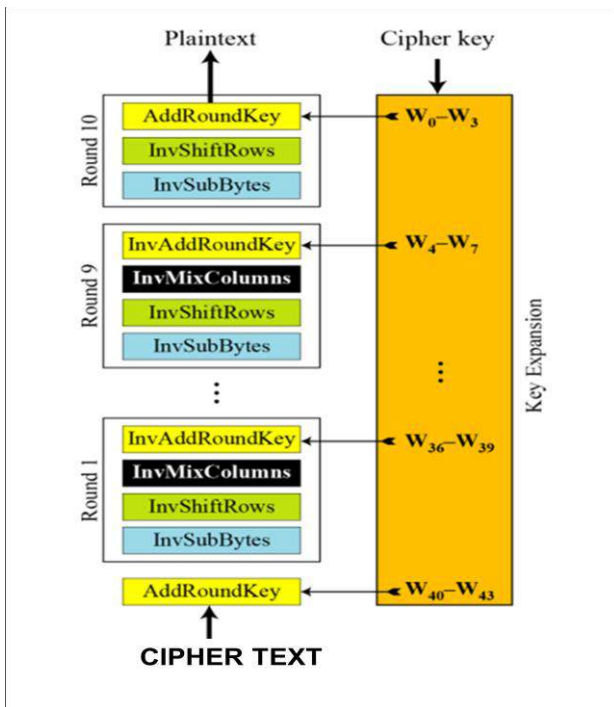 Plaintext
Cipher key
Round 10
AddRoundKey
W₀–W₃
InvShiftRows
InvSubBytes
Round 9
InvAddRoundKey
W₄–W₇
InvMixColumns
InvShiftRows
InvSubBytes
Key Expansion
Round 1
InvAddRoundKey
W₃₆–W₃₉
InvMixColumns
InvShiftRows
InvSubBytes
AddRoundKey
W₄₀–W₄₃
CIPHER TEXT